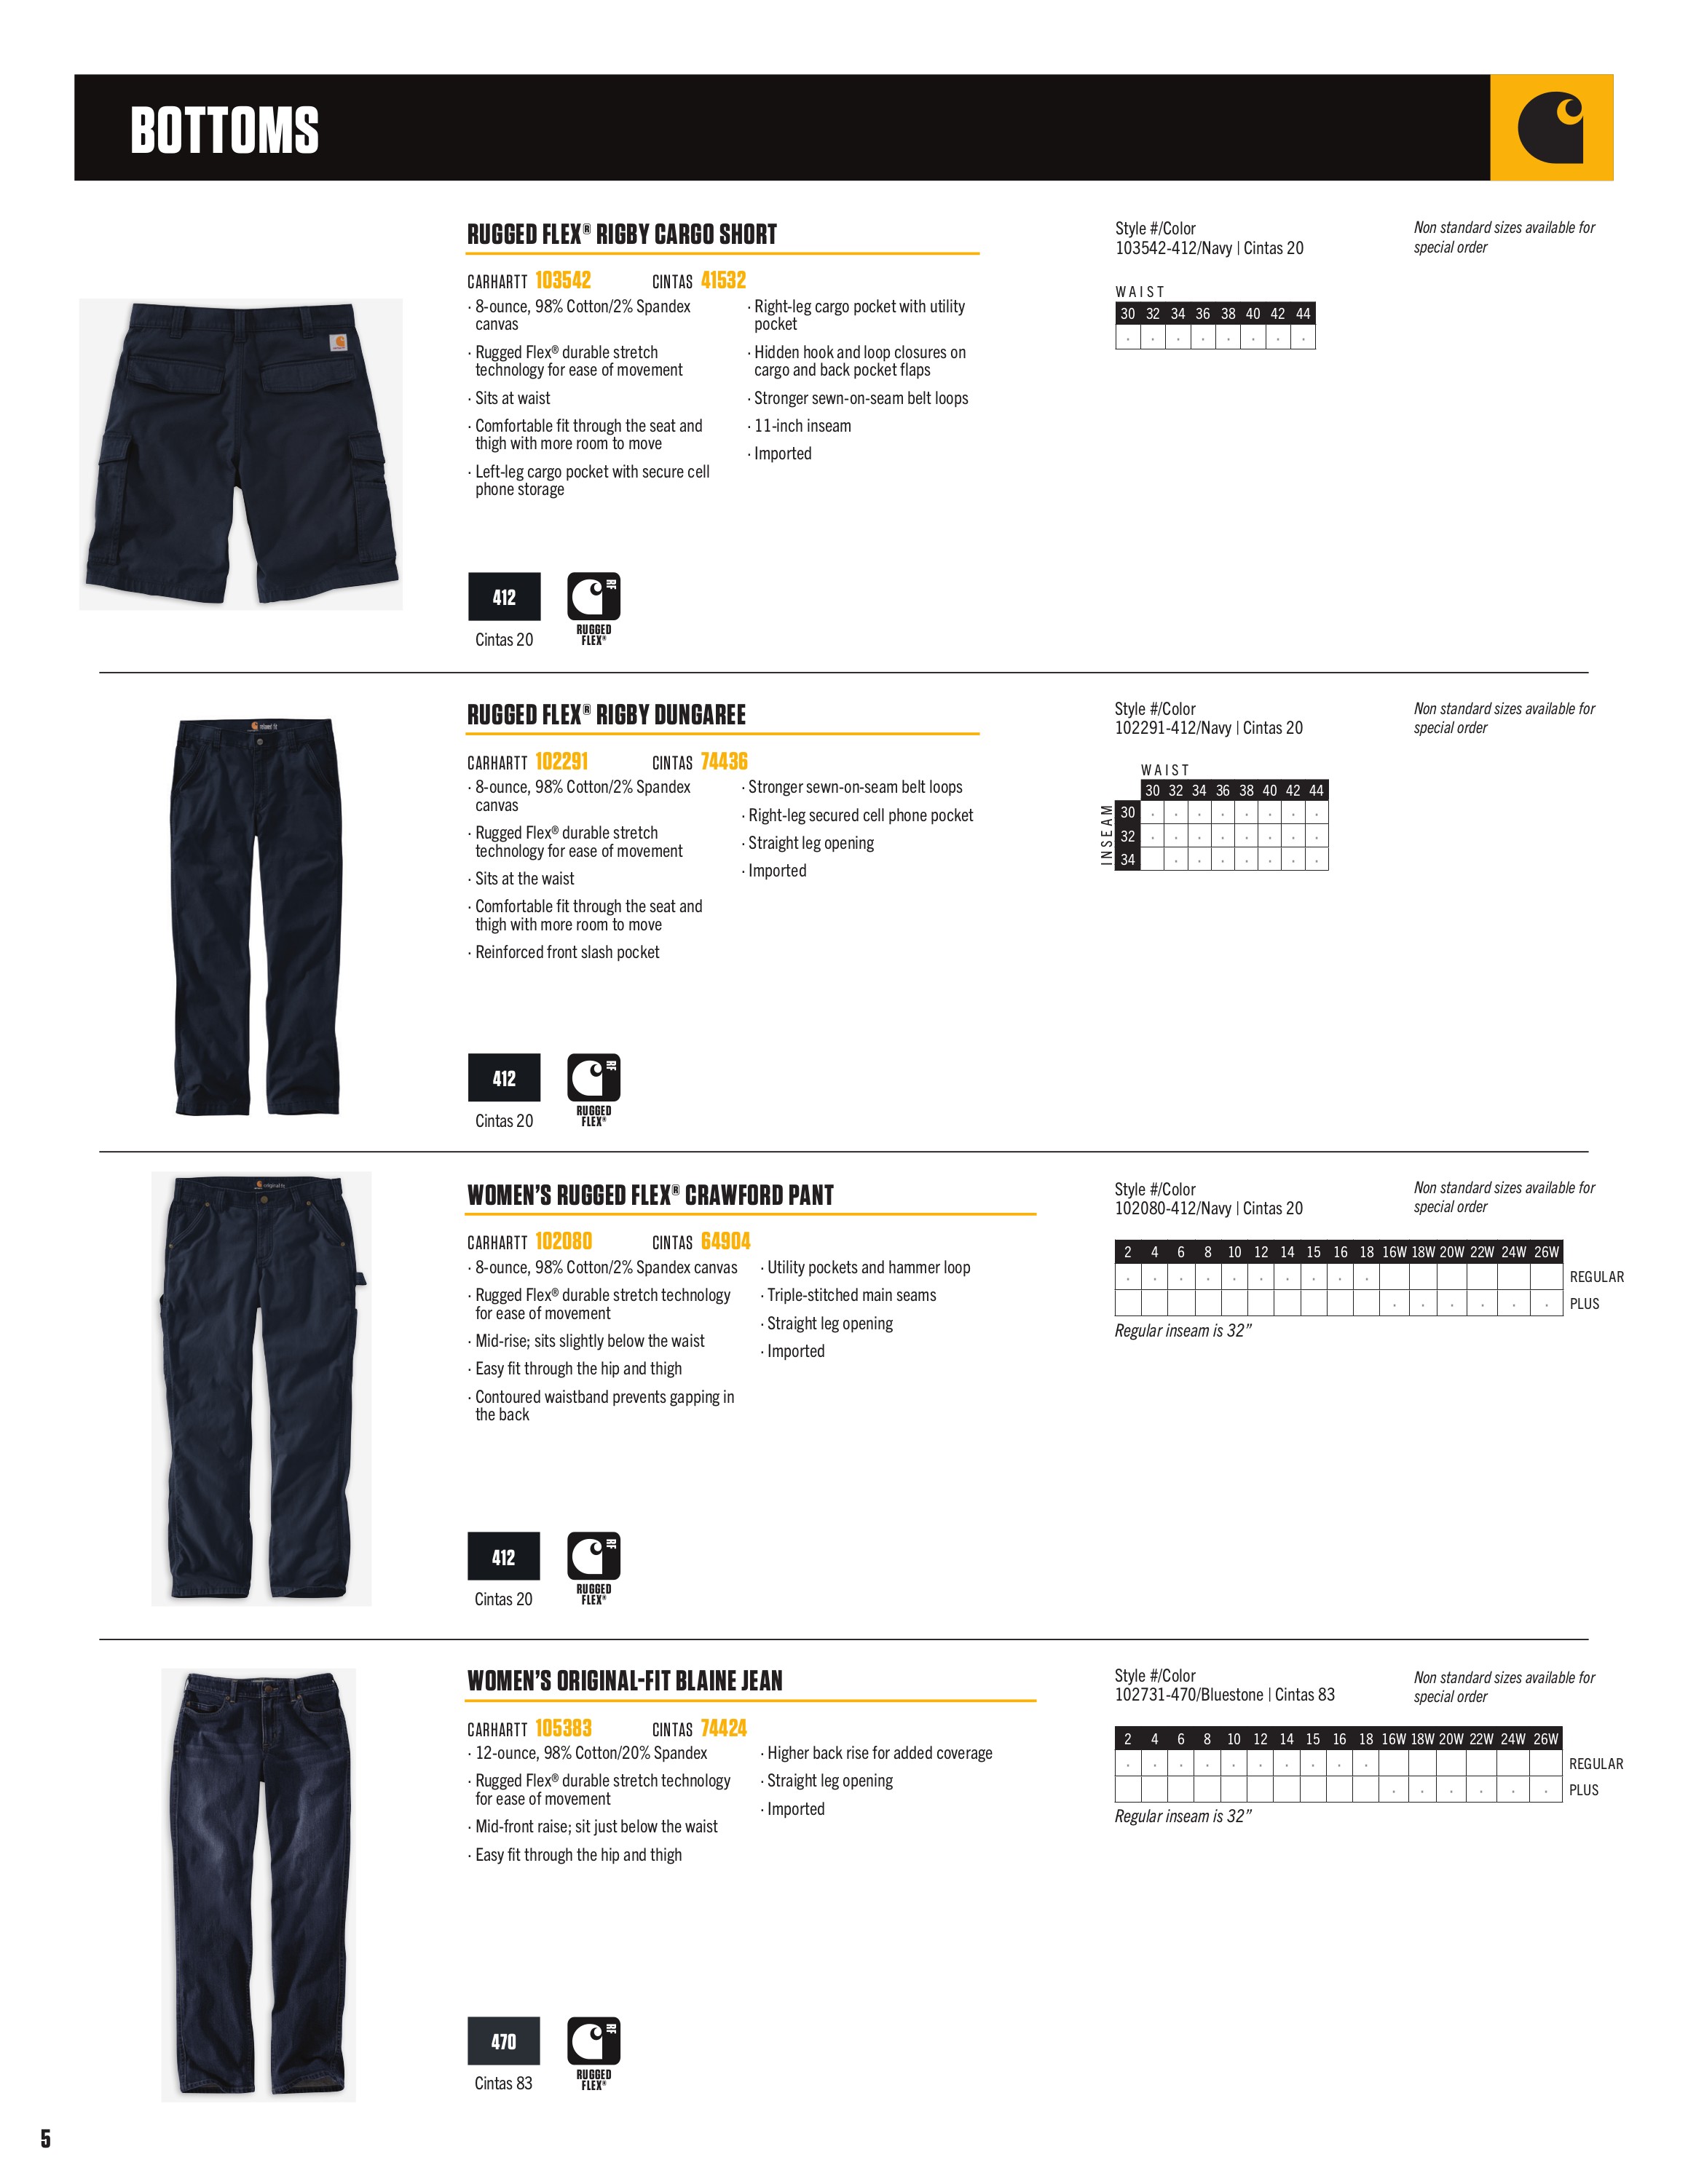 BOTTOMS
RUGGED FLEX® RIGBY CARGO SHORT
CARHARTT 103542 CINTAS 41532
· 8-ounce, 98% Cotton/2% Spandex
canvas
· Rugged Flex® durable stretch
technology for ease of movement
· Sits at waist
· Comfortable fit through the seat and
thigh with more room to move
· Left-leg cargo pocket with secure cell
phone storage
· Right-leg cargo pocket with utility
pocket
· Hidden hook and loop closures on
cargo and back pocket flaps
· Stronger sewn-on-seam belt loops
· 11-inch inseam
· Imported
412
Cintas 20
RF
RUGGED
FLEX®
Style #/Color
103542-412/Navy | Cintas 20
Non standard sizes available for
special order
WAIST
30 32 34 36 38 40 42 44
RUGGED FLEX® RIGBY DUNGAREE
CARHARTT 102291 CINTAS 74436
· 8-ounce, 98% Cotton/2% Spandex
canvas
· Rugged Flex® durable stretch
technology for ease of movement
· Sits at the waist
· Comfortable fit through the seat and
thigh with more room to move
· Reinforced front slash pocket
· Stronger sewn-on-seam belt loops
· Right-leg secured cell phone pocket
· Straight leg opening
· Imported
412
Cintas 20
RF
RUGGED
FLEX®
Style #/Color
102291-412/Navy | Cintas 20
Non standard sizes available for
special order
WAIST
30 32 34 36 38 40 42 44
INSEAM
30
32
34
WOMEN'S RUGGED FLEX® CRAWFORD PANT
CARHARTT 102080 CINTAS 64904
· 8-ounce, 98% Cotton/2% Spandex canvas
· Rugged Flex® durable stretch technology
for ease of movement
· Mid-rise; sits slightly below the waist
· Easy fit through the hip and thigh
· Contoured waistband prevents gapping in
the back
· Utility pockets and hammer loop
· Triple-stitched main seams
· Straight leg opening
· Imported
412
Cintas 20
RF
RUGGED
FLEX®
Style #/Color
102080-412/Navy | Cintas 20
Non standard sizes available for
special order
2 4 6 8 10 12 14 15 16 18 16W 18W 20W 22W 24W 26W
REGULAR
PLUS
Regular inseam is 32”
WOMEN'S ORIGINAL-FIT BLAINE JEAN
CARHARTT 105383 CINTAS 74424
· 12-ounce, 98% Cotton/20% Spandex
· Rugged Flex® durable stretch technology
for ease of movement
· Mid-front raise; sit just below the waist
· Easy fit through the hip and thigh
· Higher back rise for added coverage
· Straight leg opening
· Imported
470
Cintas 83
RF
RUGGED
FLEX®
Style #/Color
102731-470/Bluestone | Cintas 83
Non standard sizes available for
special order
2 4 6 8 10 12 14 15 16 18 16W 18W 20W 22W 24W 26W
REGULAR
PLUS
Regular inseam is 32”
5